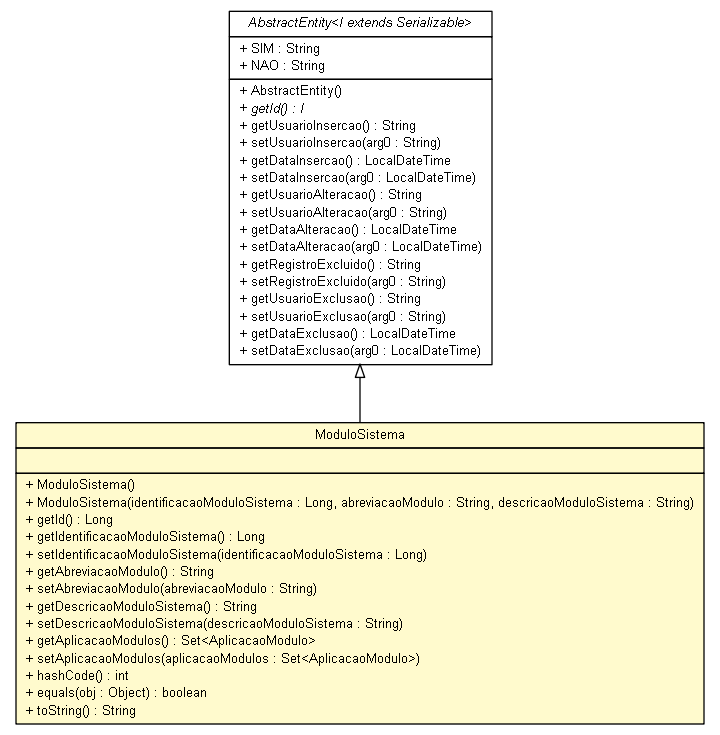 AbstractEntity<I extends Serializable>
+ SIM : String
+ NAO : String
+ AbstractEntity()
+ getId() : I
+ getUsuarioInsercao() : String
+ setUsuarioInsercao(arg0 : String)
+ getDataInsercao() : LocalDateTime
+ setDataInsercao(arg0 : LocalDateTime)
+ getUsuarioAlteracao() : String
+ setUsuarioAlteracao(arg0 : String)
+ getDataAlteracao() : LocalDateTime
+ setDataAlteracao(arg0 : LocalDateTime)
+ getRegistroExcluido() : String
+ setRegistroExcluido(arg0 : String)
+ getUsuarioExclusao() : String
+ setUsuarioExclusao(arg0 : String)
+ getDataExclusao() : LocalDateTime
+ setDataExclusao(arg0 : LocalDateTime)
ModuloSistema
+ ModuloSistema()
+ ModuloSistema(identificacaoModuloSistema : Long, abreviacaoModulo : String, descricaoModuloSistema : String)
+ getId() : Long
+ getIdentificacaoModuloSistema() : Long
+ setIdentificacaoModuloSistema(identificacaoModuloSistema : Long)
+ getAbreviacaoModulo() : String
+ setAbreviacaoModulo(abreviacaoModulo : String)
+ getDescricaoModuloSistema() : String
+ setDescricaoModuloSistema(descricaoModuloSistema : String)
+ getAplicacaoModulos() : Set<AplicacaoModulo>
+ setAplicacaoModulos(aplicacaoModulos : Set<AplicacaoModulo>)
+ hashCode() : int
+ equals(obj : Object) : boolean
+ toString() : String